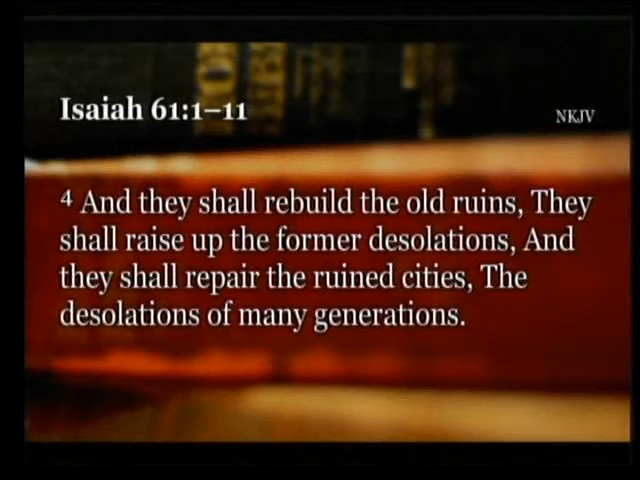 Isaiah 61:1–11
NKJV
4 And they shall rebuild the old ruins, They
shall raise up the former desolations, And
they shall repair the ruined cities, The
desolations of many generations.